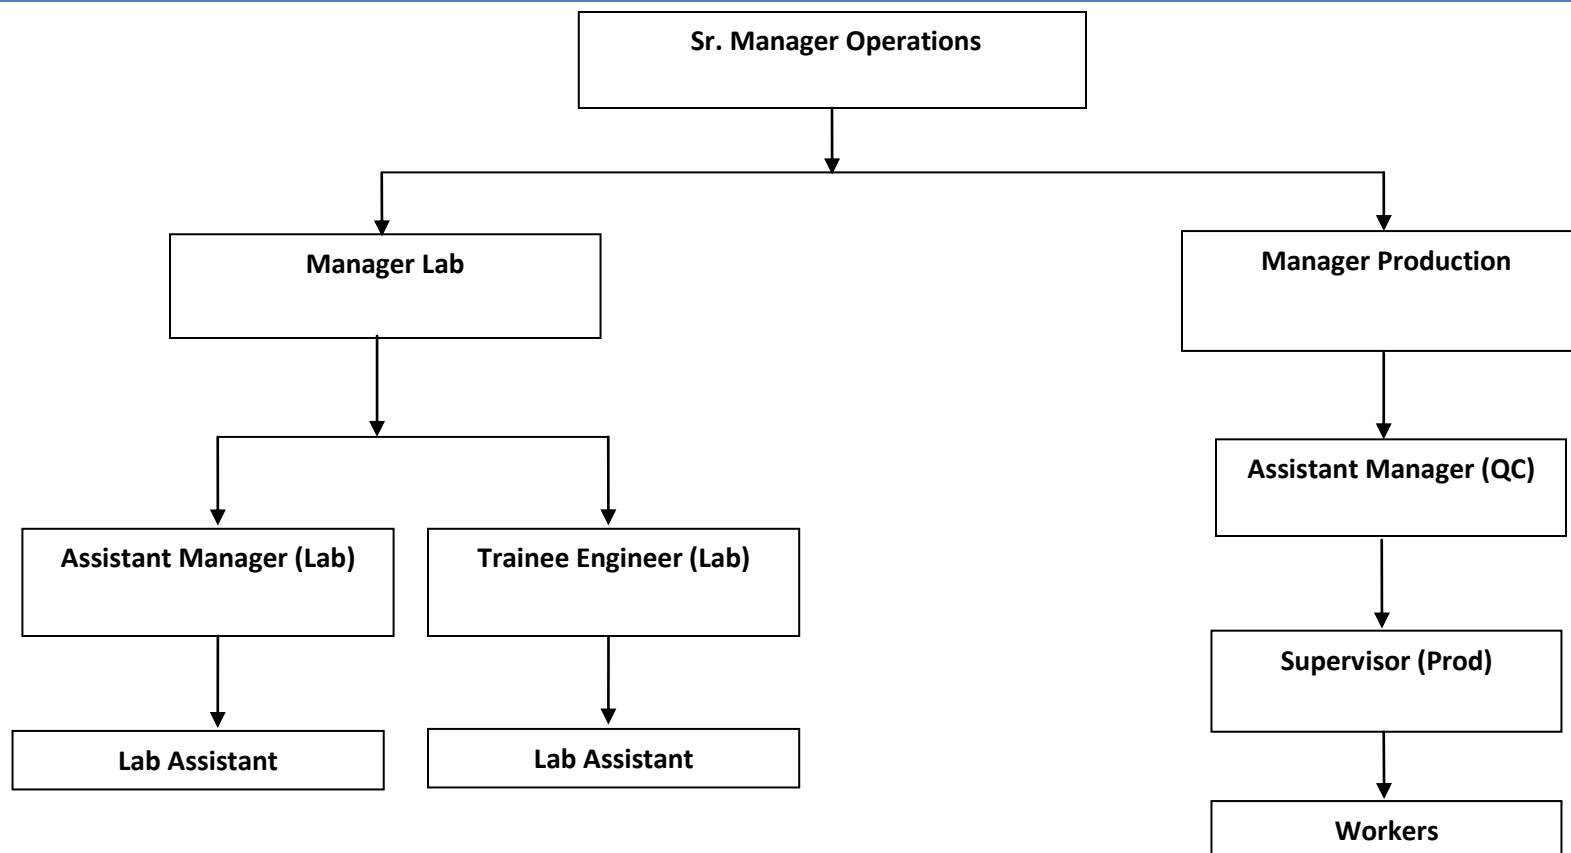 Sr. Manager Operations
Manager Lab
Manager Production
Assistant Manager (QC)
Assistant Manager (Lab)
Trainee Engineer (Lab)
Supervisor (Prod)
Lab Assistant
Lab Assistant
Workers